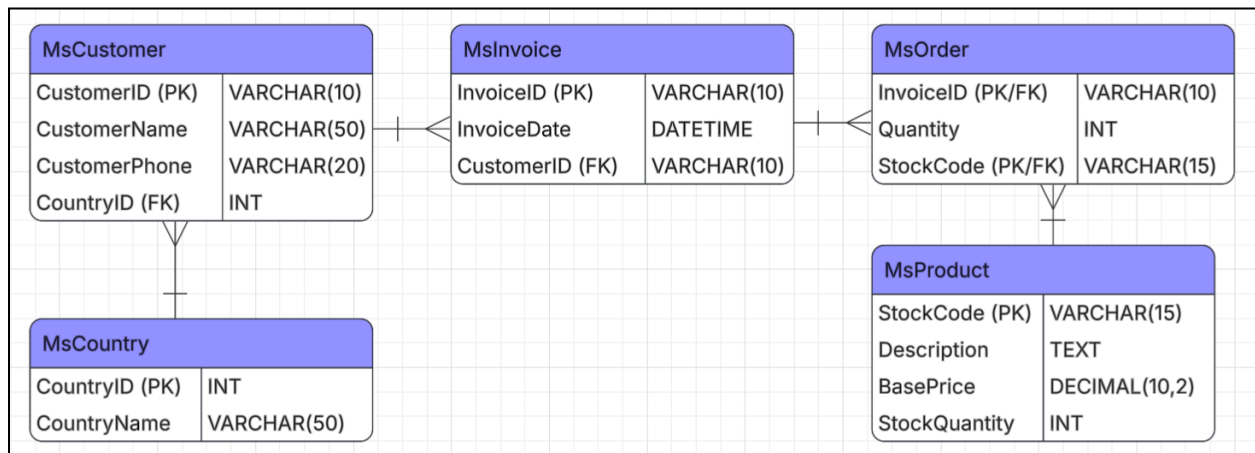 MsCustomer
CustomerID (PK) VARCHAR(10)
CustomerName VARCHAR(50)
CustomerPhone VARCHAR(20)
CountryID (FK) INT
MsInvoice
InvoiceID (PK) VARCHAR(10)
InvoiceDate DATETIME
CustomerID (FK) VARCHAR(10)
MsOrder
InvoiceID (PK/FK) VARCHAR(10)
Quantity INT
StockCode (PK/FK) VARCHAR(15)
MsCountry
CountryID (PK) INT
CountryName VARCHAR(50)
MsProduct
StockCode (PK) VARCHAR(15)
Description TEXT
BasePrice DECIMAL(10,2)
StockQuantity INT